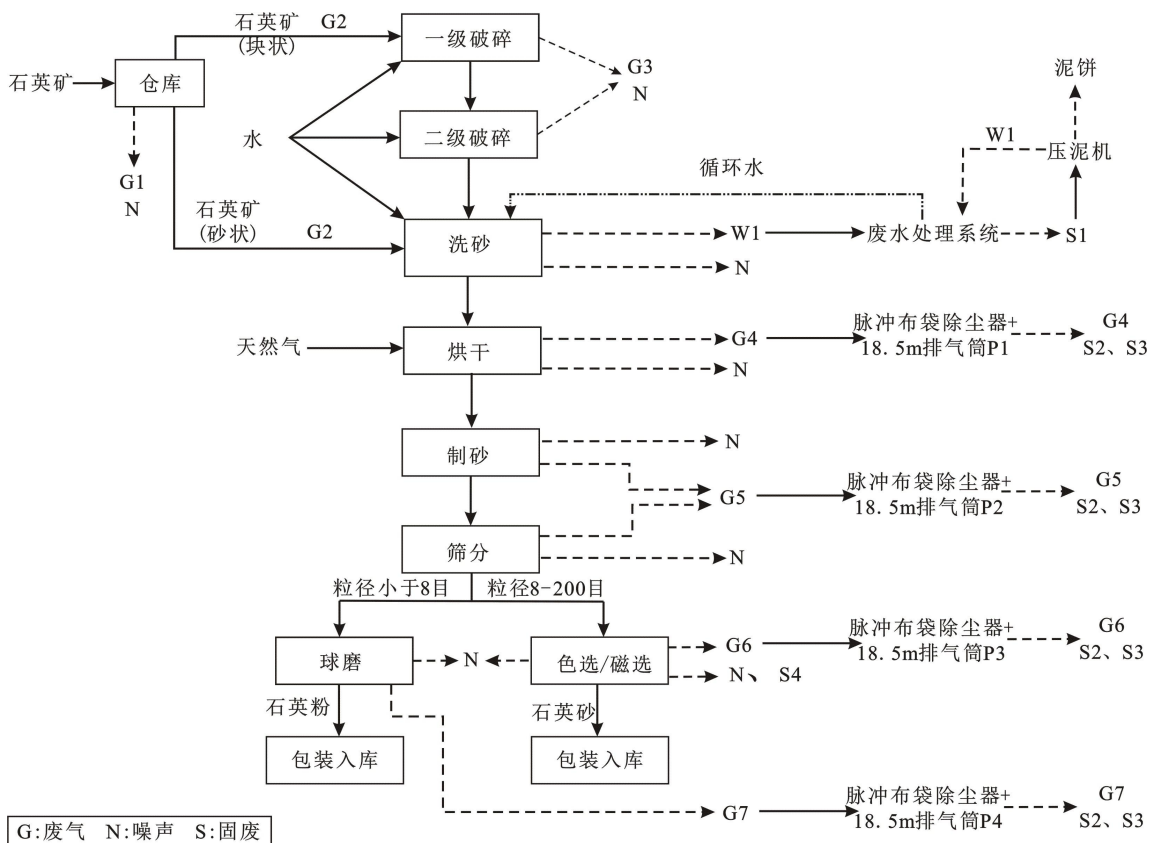 石英矿 G2
(块状)
一级破碎
G3
N
石英矿
仓库
泥饼
水
二级破碎
W1
压泥机
G1
N
循环水
石英矿
(砂状)
G2
洗砂
W1
废水处理系统
S1
N
天然气
烘干
G4
脉冲布袋除尘器+
18.5m排气筒P1
G4
S2、S3
N
制砂
N
G5
脉冲布袋除尘器+
18.5m排气筒P2
G5
S2、S3
筛分
N
粒径小于8目
粒径8-200目
球磨
N
色选/磁选
G6
脉冲布袋除尘器+
18.5m排气筒P3
G6
S2、S3
N、 S4
石英粉
石英砂
包装入库
包装入库
G7
脉冲布袋除尘器+
18.5m排气筒P4
G7
S2、S3
G:废气 N:噪声 S:固废